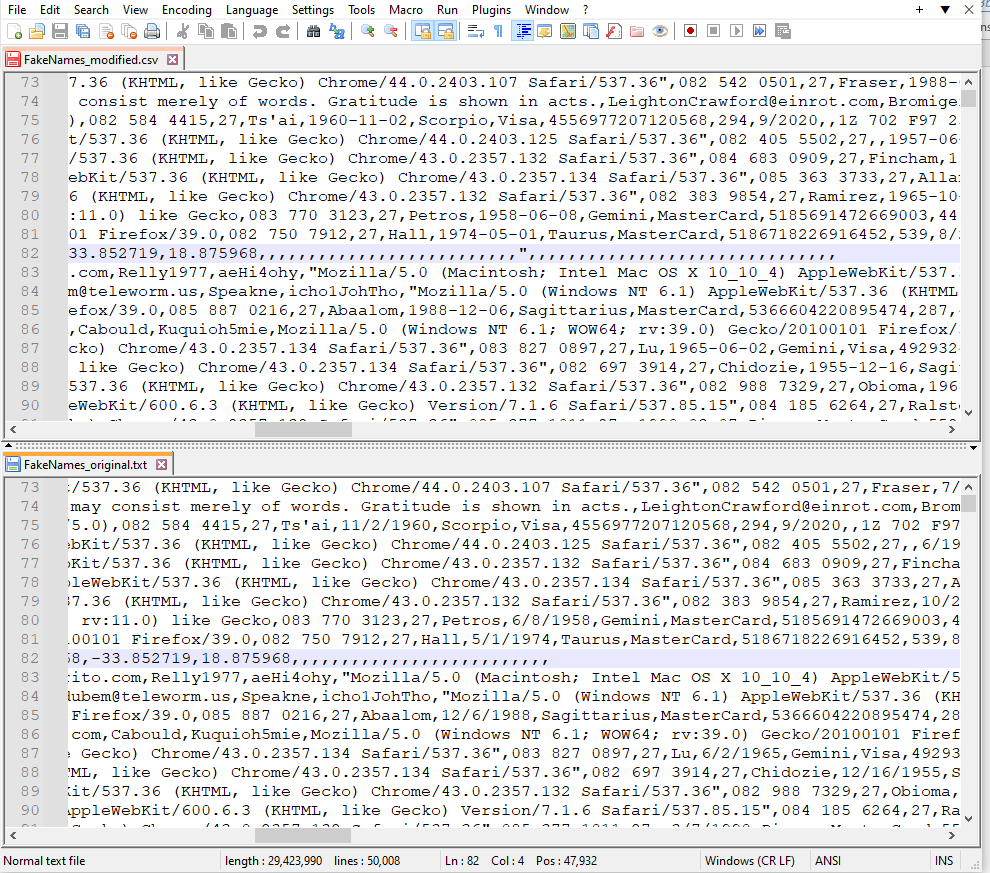 File Edit Search View Encoding Language Settings Tools Macro Run Plugins Window ? + ▼ ✕
FakeNames_modified.csv
73 7.36 (KHTML, like Gecko) Chrome/44.0.2403.107 Safari/537.36",082 542 0501,27,Fraser,1988-
74 consist merely of words. Gratitude is shown in acts.,LeightonCrawford@einrot.com,Bromige
75 ),082 584 4415,27,Ts'ai,1960-11-02,Scorpio,Visa,4556977207120568,294,9/2020,,1Z 702 F97 2
76 t/537.36 (KHTML, like Gecko) Chrome/44.0.2403.125 Safari/537.36",082 405 5502,27,,1957-06-
77 /537.36 (KHTML, like Gecko) Chrome/43.0.2357.132 Safari/537.36",084 683 0909,27,Fincham,1
78 ebKit/537.36 (KHTML, like Gecko) Chrome/43.0.2357.134 Safari/537.36",085 363 3733,27,Alla
79 6 (KHTML, like Gecko) Chrome/43.0.2357.132 Safari/537.36",082 383 9854,27,Ramirez,1965-10-
80 :11.0) like Gecko,083 770 3123,27,Petros,1958-06-08,Gemini,MasterCard,5185691472669003,44
81 01 Firefox/39.0,082 750 7912,27,Hall,1974-05-01,Taurus,MasterCard,5186718226916452,539,8/
82 33.852719,18.875968,,,,,,,,,,,,,,,,,,,,,,,,,,",,,,,,,,,,,,,,,,,,,,,,,,,,,,,,
83 .com,Relly1977,aeHi4ohy,"Mozilla/5.0 (Macintosh; Intel Mac OS X 10_10_4) AppleWebKit/537.
84 m@teleworm.us,Speakne,icho1JohTho,"Mozilla/5.0 (Windows NT 6.1) AppleWebKit/537.36 (KHTML
85 efox/39.0,085 887 0216,27,Abaalom,1988-12-06,Sagittarius,MasterCard,5366604220895474,287,
86 ,Cabould,Kuquioh5mie,Mozilla/5.0 (Windows NT 6.1; WOW64; rv:39.0) Gecko/20100101 Firefox/
87 cko) Chrome/43.0.2357.134 Safari/537.36",083 827 0897,27,Lu,1965-06-02,Gemini,Visa,492932
88 like Gecko) Chrome/43.0.2357.134 Safari/537.36",082 697 3914,27,Chidozie,1955-12-16,Sagi
89 537.36 (KHTML, like Gecko) Chrome/43.0.2357.132 Safari/537.36",082 988 7329,27,Obioma,196
90 eWebKit/600.6.3 (KHTML, like Gecko) Version/7.1.6 Safari/537.85.15",084 185 6264,27,Ralst
FakeNames_original.txt
73 /537.36 (KHTML, like Gecko) Chrome/44.0.2403.107 Safari/537.36",082 542 0501,27,Fraser,7/
74 may consist merely of words. Gratitude is shown in acts.,LeightonCrawford@einrot.com,Brom
75 /5.0),082 584 4415,27,Ts'ai,11/2/1960,Scorpio,Visa,4556977207120568,294,9/2020,,1Z 702 F97
76 ebKit/537.36 (KHTML, like Gecko) Chrome/44.0.2403.125 Safari/537.36",082 405 5502,27,,6/19
77 bKit/537.36 (KHTML, like Gecko) Chrome/43.0.2357.132 Safari/537.36",084 683 0909,27,Fincha
78 leWebKit/537.36 (KHTML, like Gecko) Chrome/43.0.2357.134 Safari/537.36",085 363 3733,27,A
79 37.36 (KHTML, like Gecko) Chrome/43.0.2357.132 Safari/537.36",082 383 9854,27,Ramirez,10/2
80 rv:11.0) like Gecko,083 770 3123,27,Petros,6/8/1958,Gemini,MasterCard,5185691472669003,4
81 00101 Firefox/39.0,082 750 7912,27,Hall,5/1/1974,Taurus,MasterCard,5186718226916452,539,8
82 68,-33.852719,18.875968,,,,,,,,,,,,,,,,,,,,,,,,,,
83 ito.com,Relly1977,aeHi4ohy,"Mozilla/5.0 (Macintosh; Intel Mac OS X 10_10_4) AppleWebKit/5
84 dubem@teleworm.us,Speakne,icho1JohTho,"Mozilla/5.0 (Windows NT 6.1) AppleWebKit/537.36 (KH
85 Firefox/39.0,085 887 0216,27,Abaalom,12/6/1988,Sagittarius,MasterCard,5366604220895474,28
86 com,Cabould,Kuquioh5mie,Mozilla/5.0 (Windows NT 6.1; WOW64; rv:39.0) Gecko/20100101 Firef
87 e Gecko) Chrome/43.0.2357.134 Safari/537.36",083 827 0897,27,Lu,6/2/1965,Gemini,Visa,49293
88 TML, like Gecko) Chrome/43.0.2357.134 Safari/537.36",082 697 3914,27,Chidozie,12/16/1955,S
89 Kit/537.36 (KHTML, like Gecko) Chrome/43.0.2357.132 Safari/537.36",082 988 7329,27,Obioma,
90 AppleWebKit/600.6.3 (KHTML, like Gecko) Version/7.1.6 Safari/537.85.15",084 185 6264,27,Ra
Normal text file length : 29,423,990 lines : 50,008 Ln : 82 Col : 4 Pos : 47,932 Windows (CR LF) ANSI INS